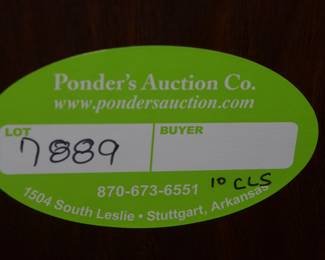 Ponder's Auction Co.
www.pondersauction.com
LOT BUYER
7889
870-673-6551 10 CLS
1504 South Leslie • Stuttgart, Arkansas